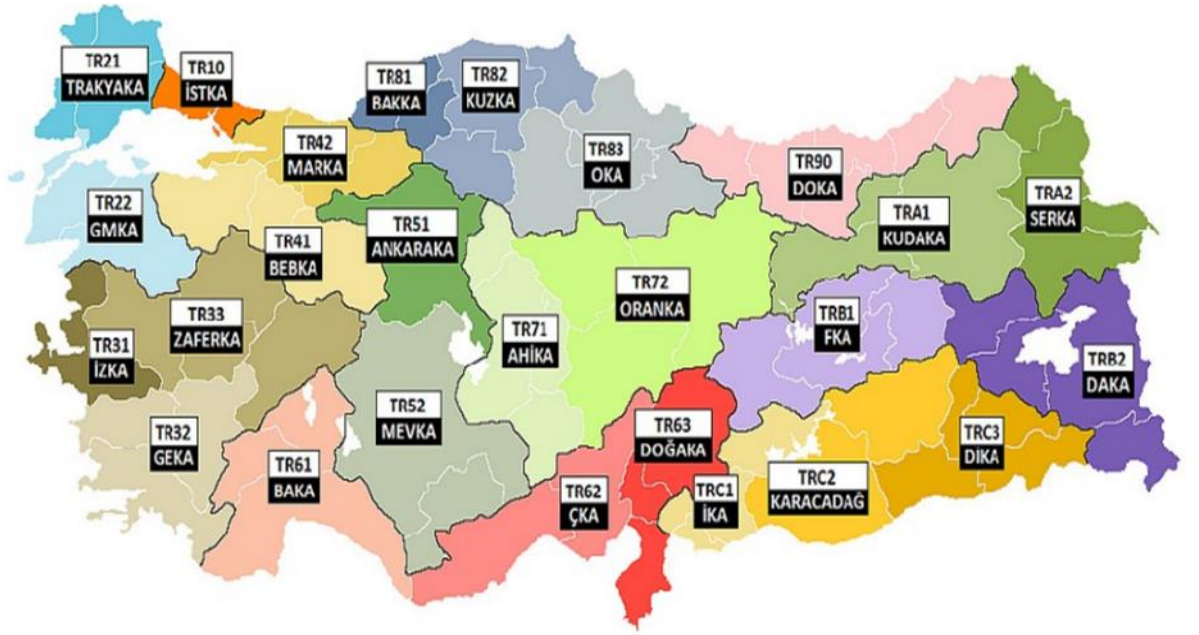 TR21
TRAKYAKA
TR10
İSTKA
TR81
BAKKA
TR82
KUZKA
TR42
MARKA
TR83
OKA
TR90
DOKA
TRA2
SERKA
TR22
GMKA
TR51
ANKARAKA
TRA1
KUDAKA
TR41
BEBKA
TR72
ORANKA
TR33
ZAFERKA
TRB1
FKA
TR31
İZKA
TR71
AHİKA
TRB2
DAKA
TR52
MEVKA
TR63
DOĞAKA
TR32
GEKA
TRC3
DİKA
TR61
BAKA
TRC2
KARACADAĞ
TR62
ÇKA
TRC1
İKA